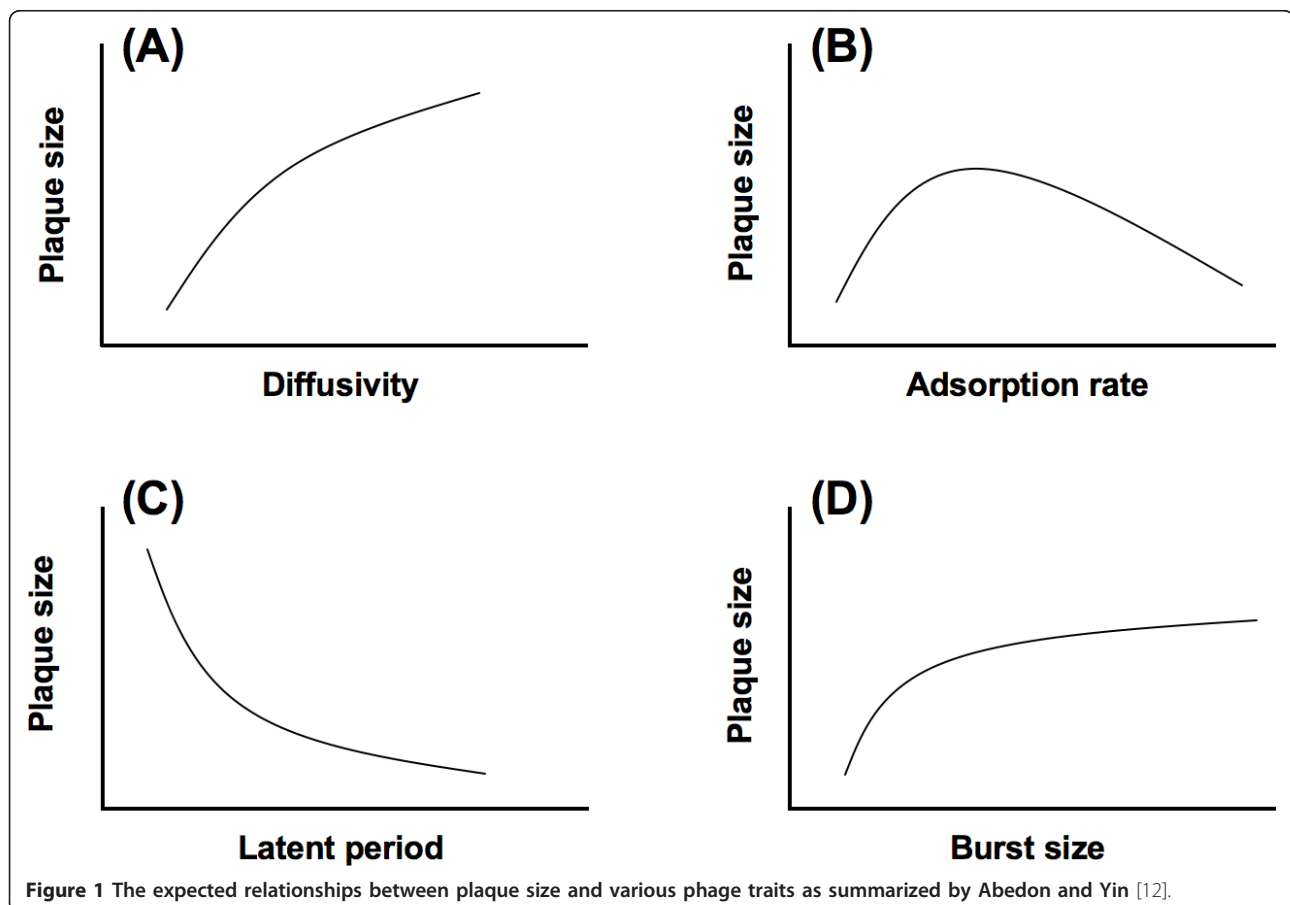 (A)
Plaque size
Diffusivity
(B)
Plaque size
Adsorption rate
(C)
Plaque size
Latent period
(D)
Plaque size
Burst size
Figure 1 The expected relationships between plaque size and various phage traits as summarized by Abedon and Yin [12].